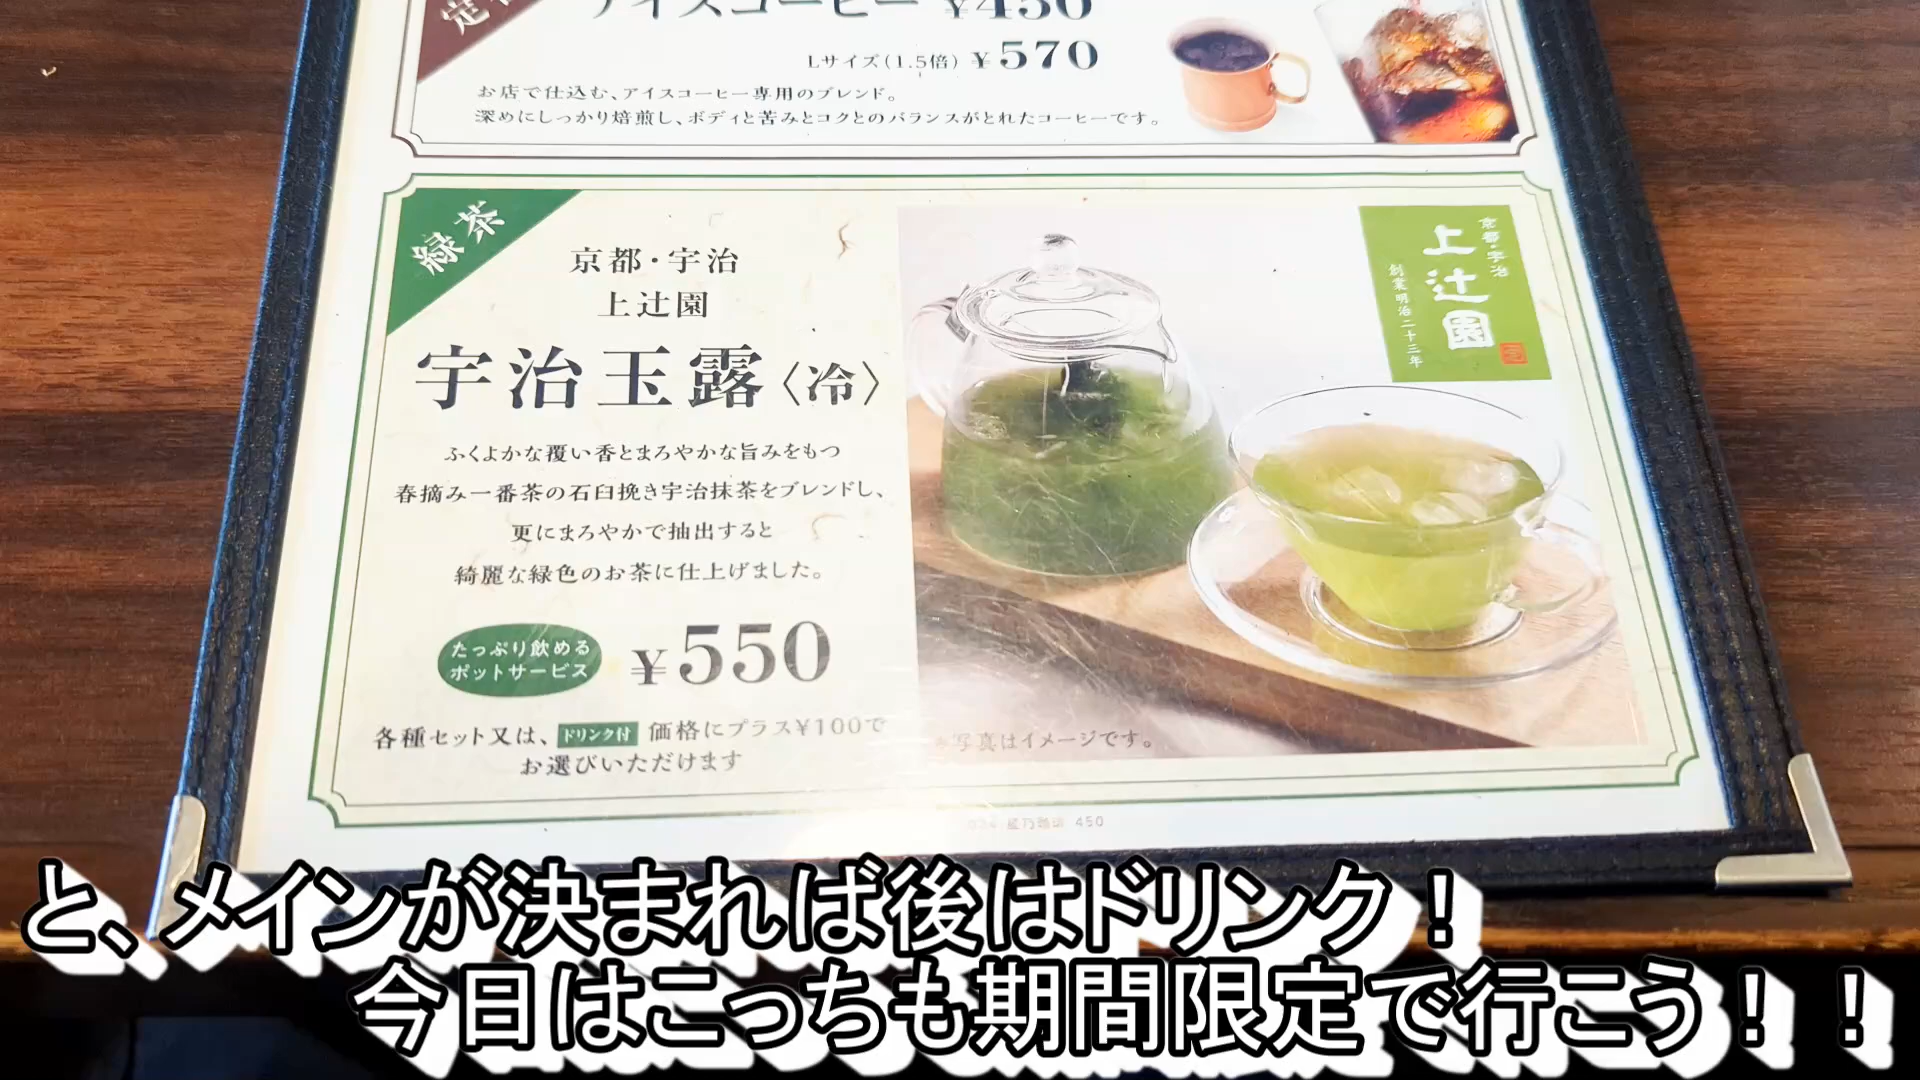 アイスコーヒー ¥450
Lサイズ(1.5倍) ¥570
お店で仕込む、アイスコーヒー専用のブレンド。
深めにしっかり焙煎し、ボディと苦みとコクとのバランスがとれたコーヒーです。
緑茶
京都・宇治
上辻園
宇治玉露〈冷〉
ふくよかな覆い香とまろやかな旨みをもつ
春摘み一番茶の石臼挽き宇治抹茶をブレンドし、
更にまろやかで抽出すると
綺麗な緑色のお茶に仕上げました。
たっぷり飲める
ポットサービス
¥550
各種セット又は、ドリンク付 価格にプラス¥100で
お選びいただけます
京都・宇治
上辻園
創業明治二十三年
写真はイメージです。
450
と、メインが決まれば後はドリンク！
今日はこっちも期間限定で行こう！！